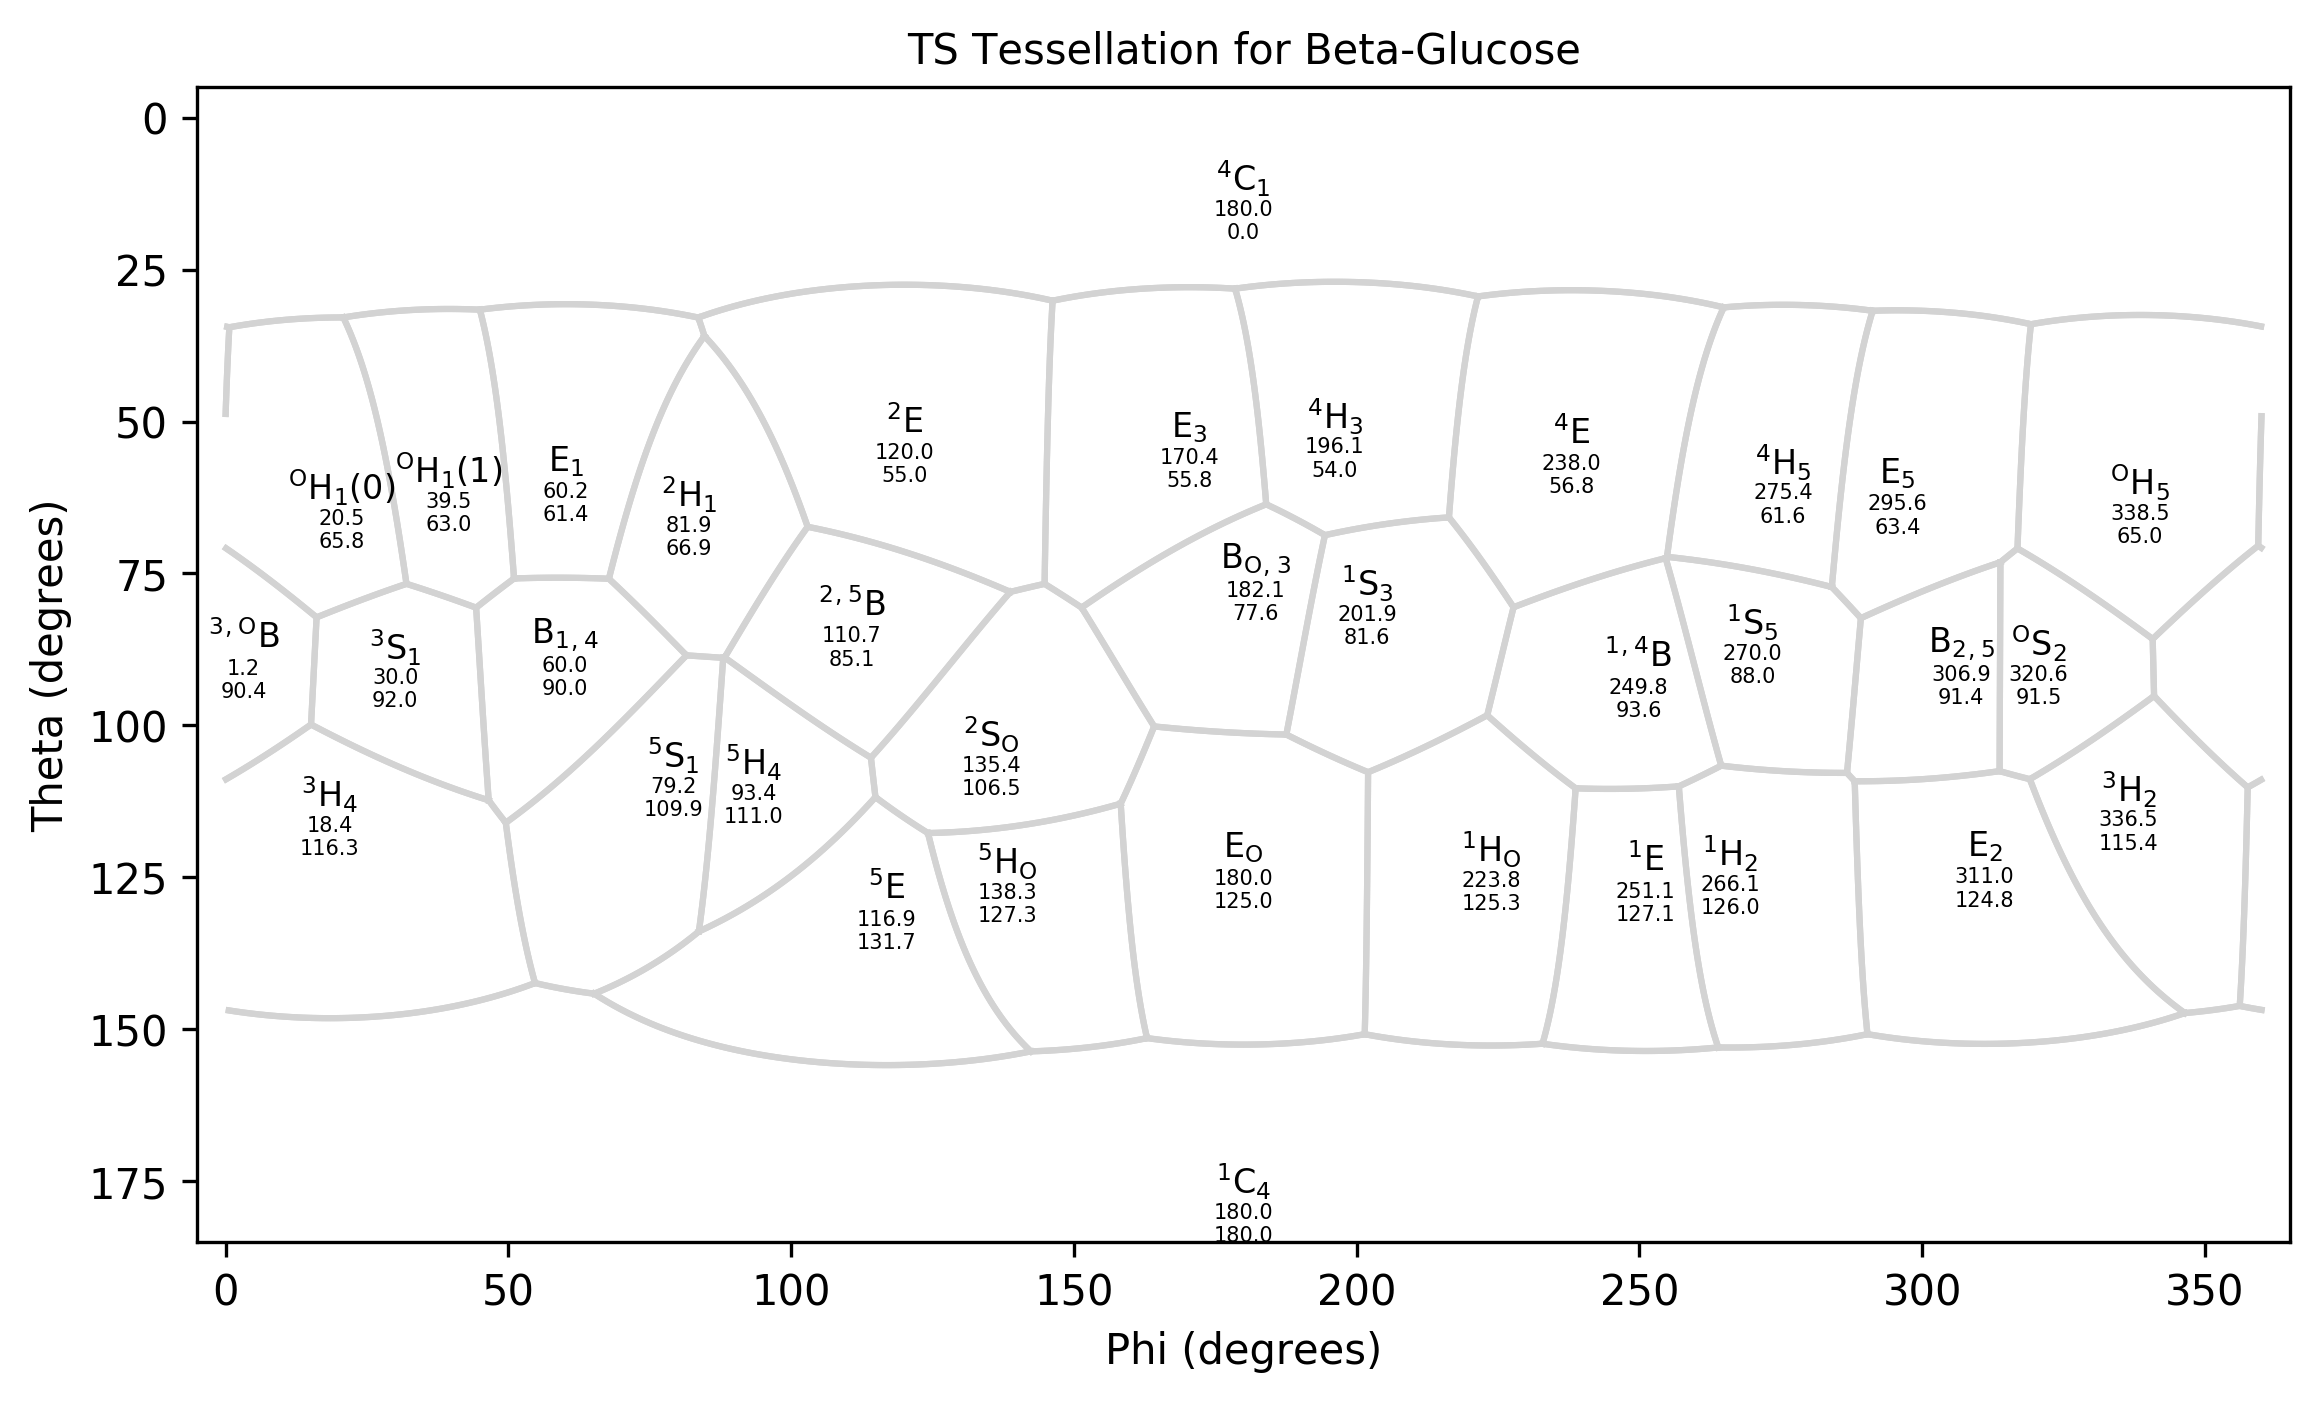 TS Tessellation for Beta-Glucose
Theta (degrees)
0
25
50
75
100
125
150
175
⁴C₁
180.0
0.0
²E
120.0
55.0
E₃
170.4
55.8
⁴H₃
196.1
54.0
⁴E
238.0
56.8
ᴼH₁(0)
20.5
65.8
ᴼH₁(1)
39.5
63.0
E₁
60.2
61.4
²H₁
81.9
66.9
⁴H₅
275.4
61.6
E₅
295.6
63.4
ᴼH₅
338.5
65.0
³,ᴼB
1.2
90.4
³S₁
30.0
92.0
B₁,₄
60.0
90.0
²,⁵B
110.7
85.1
B_O,₃
182.1
77.6
¹S₃
201.9
81.6
¹,⁴B
249.8
93.6
¹S₅
270.0
88.0
B₂,₅
306.9
91.4
ᴼS₂
320.6
91.5
³H₄
18.4
116.3
⁵S₁
79.2
109.9
⁵H₄
93.4
111.0
²S_O
135.4
106.5
⁵E
116.9
131.7
⁵H_O
138.3
127.3
E_O
180.0
125.0
¹H_O
223.8
125.3
¹E
251.1
127.1
¹H₂
266.1
126.0
E₂
311.0
124.8
³H₂
336.5
115.4
¹C₄
180.0
180.0
0 50 100 150 200 250 300 350
Phi (degrees)